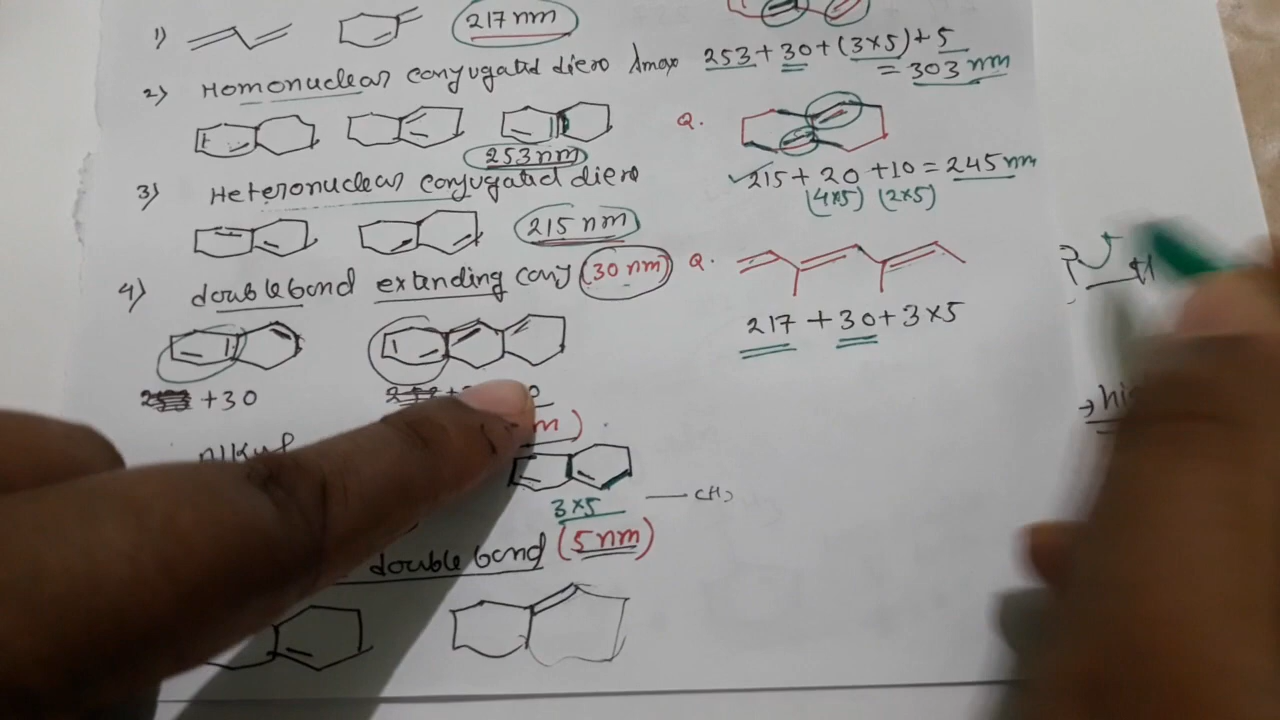 1) 217 nm
2) Homonuclear conjugated diene λmax
253 nm
3) Heteronuclear conjugated diene
215 nm
4) double bond extending conj (30 nm)
+30
3×5
double bond (5 nm)
253 + 30 + (3×5) + 5
= 303 nm
Q.
215 + 20 + 10 = 245 nm
(4×5) (2×5)
Q.
217 + 30 + 3×5